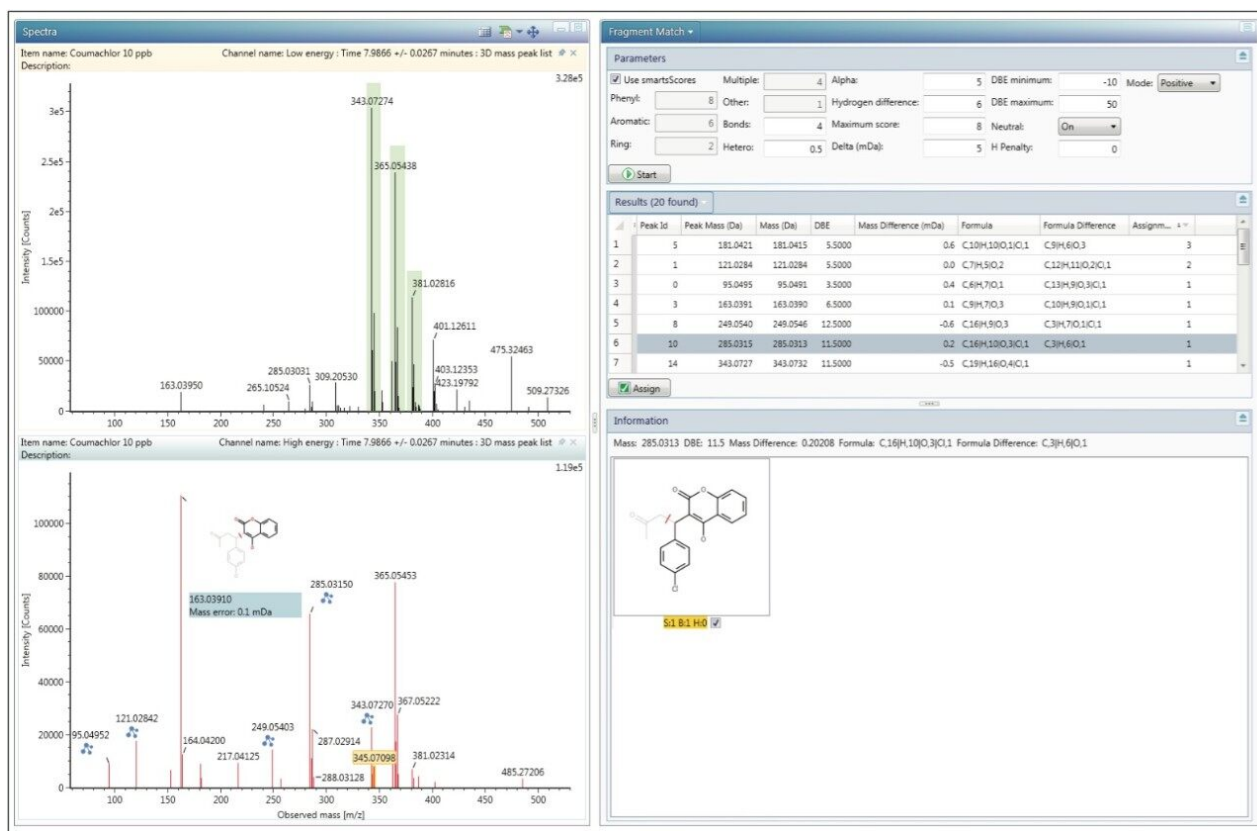 Spectra
Item name: Coumachlor 10 ppb Channel name: Low energy : Time 7.9866 +/- 0.0267 minutes : 3D mass peak list
Description:
3.28e5
343.07274
3e5
2.5e5
365.05438
2e5
Intensity [Counts]
381.02816
100000
401.12611
475.32463
50000
285.03031
309.20530
403.12353
163.03950
265.10524
423.19792
509.27326
0
100 150 200 250 300 350 400 450 500
Item name: Coumachlor 10 ppb Channel name: High energy : Time 7.9866 +/- 0.0267 minutes : 3D mass peak list
Description:
1.19e5
100000
80000
365.05453
163.03910
Mass error: 0.1 mDa
285.03150
60000
Intensity [Counts]
40000
343.07270
367.05222
121.02842
249.05403
20000
95.04952
287.02914
164.04200
217.04125
345.07098
381.02314
288.03128
485.27206
0
100 150 200 250 300 350 400 450 500
Observed mass [m/z]
Fragment Match
Parameters
Use smartsScores Multiple: 4 Alpha: 5 DBE minimum: -10 Mode: Positive
Phenyl: 8 Other: 1 Hydrogen difference: 6 DBE maximum: 50
Aromatic: 6 Bonds: 4 Maximum score: 8 Neutral: On
Ring: 2 Hetero: 0.5 Delta (mDa): 5 H Penalty: 0
Start
Results (20 found)
Peak Id Peak Mass (Da) Mass (Da) DBE Mass Difference (mDa) Formula Formula Difference Assignm...
1 5 181.0421 181.0415 5.5000 0.6 C,10|H,10|O,1|Cl,1 C,9|H,6|O,3 3
2 1 121.0284 121.0284 5.5000 0.0 C,7|H,5|O,2 C,12|H,11|O,2|Cl,1 2
3 0 95.0495 95.0491 3.5000 0.4 C,6|H,7|O,1 C,13|H,9|O,3|Cl,1 1
4 3 163.0391 163.0390 6.5000 0.1 C,9|H,7|O,3 C,10|H,9|O,1|Cl,1 1
5 8 249.0540 249.0546 12.5000 -0.6 C,16|H,9|O,3 C,3|H,7|O,1|Cl,1 1
6 10 285.0315 285.0313 11.5000 0.2 C,16|H,10|O,3|Cl,1 C,3|H,6|O,1 1
7 14 343.0727 343.0732 11.5000 -0.5 C,19|H,16|O,4|Cl,1 1
Assign
Information
Mass: 285.0313 DBE: 11.5 Mass Difference: 0.20208 Formula: C,16|H,10|O,3|Cl,1 Formula Difference: C,3|H,6|O,1
O
O
O
O
Cl
S:1 B:1 H:0